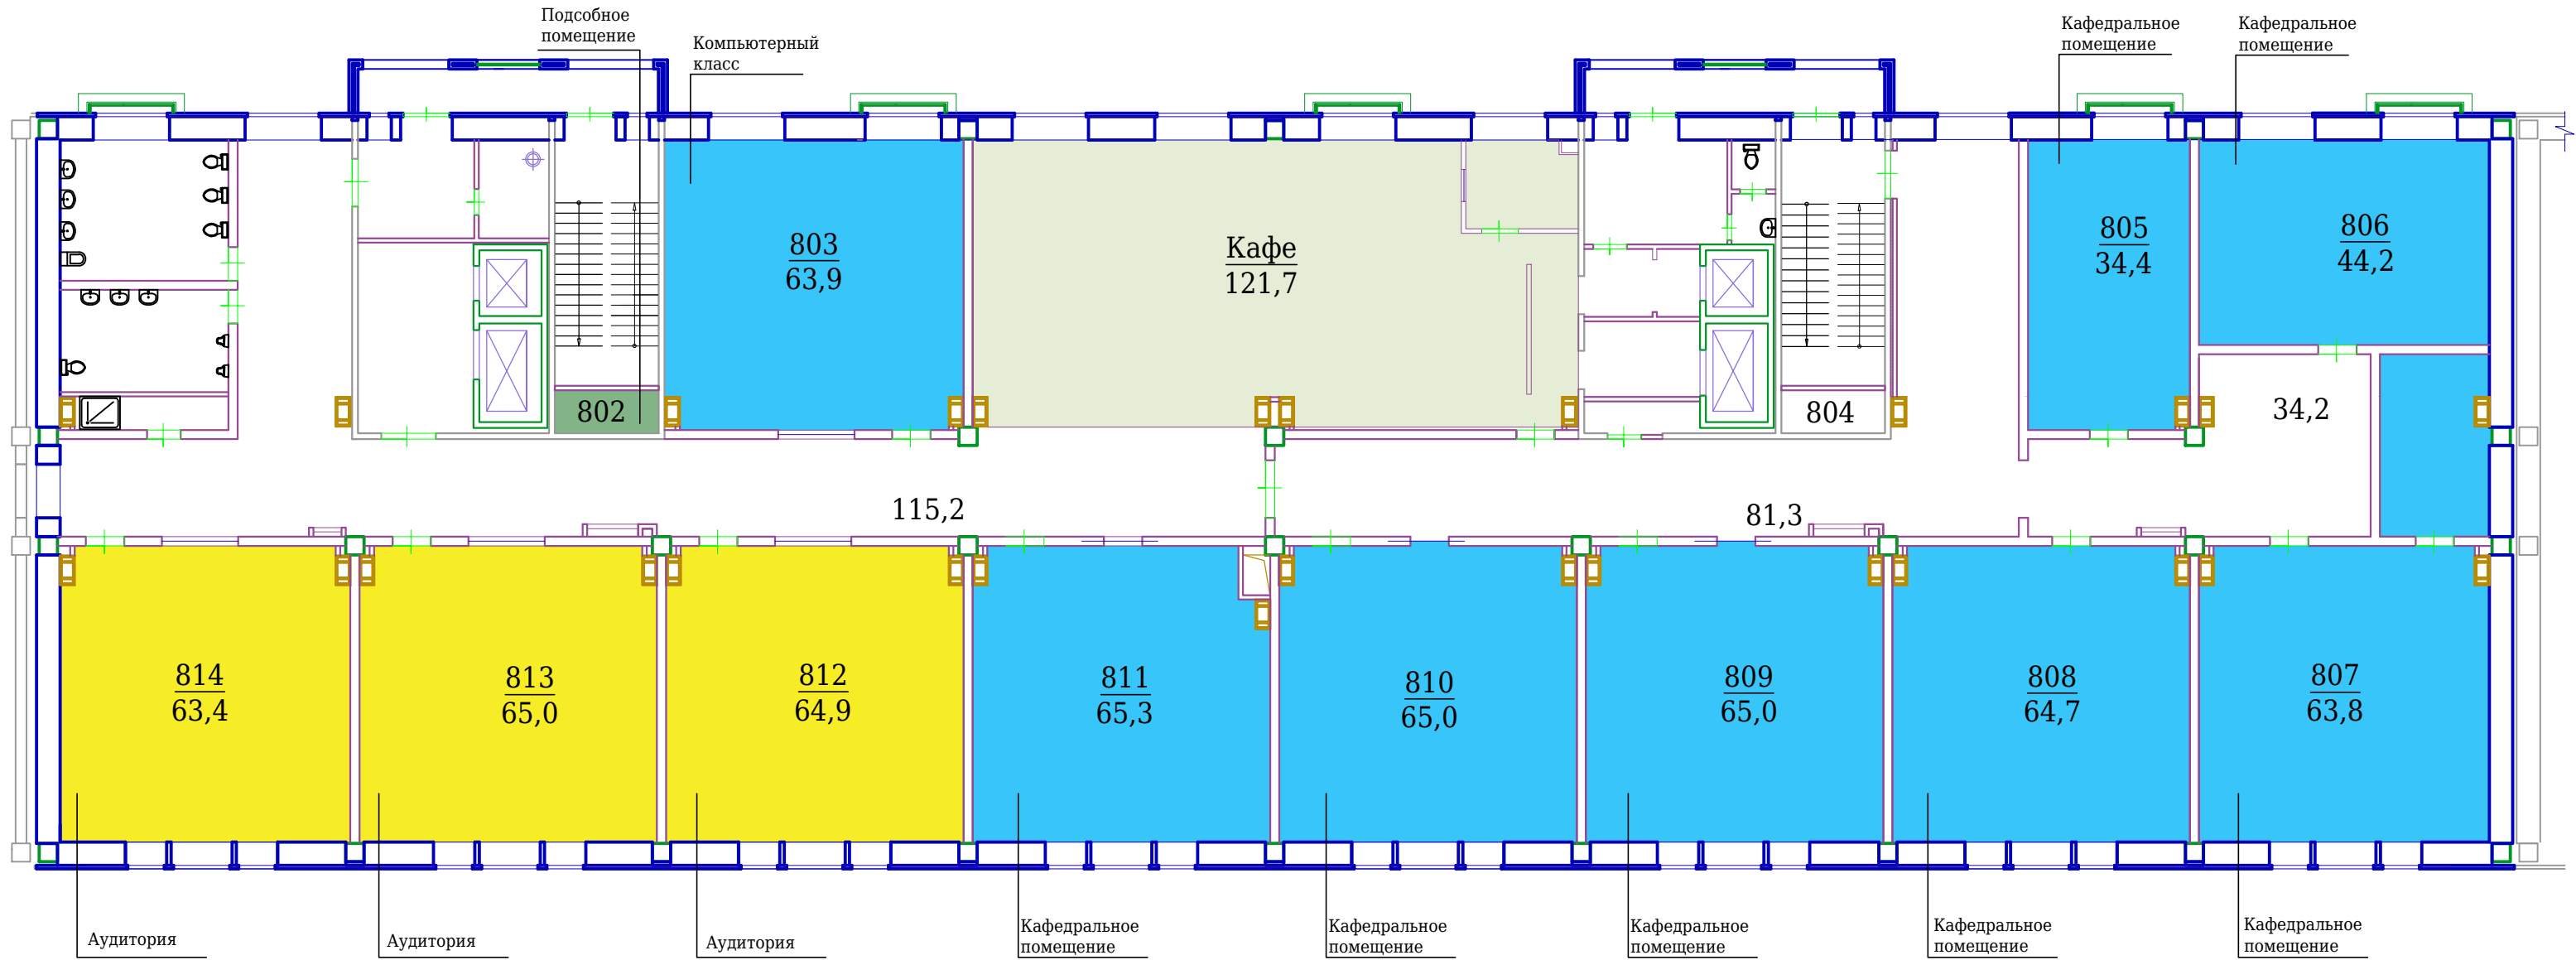 Подсобное
помещение
Компьютерный
класс
Кафедральное
помещение
Кафедральное
помещение
803
63,9
Кафе
121,7
805
34,4
806
44,2
802
804
34,2
115,2
81,3
814
63,4
813
65,0
812
64,9
811
65,3
810
65,0
809
65,0
808
64,7
807
63,8
Аудитория
Аудитория
Аудитория
Кафедральное
помещение
Кафедральное
помещение
Кафедральное
помещение
Кафедральное
помещение
Кафедральное
помещение